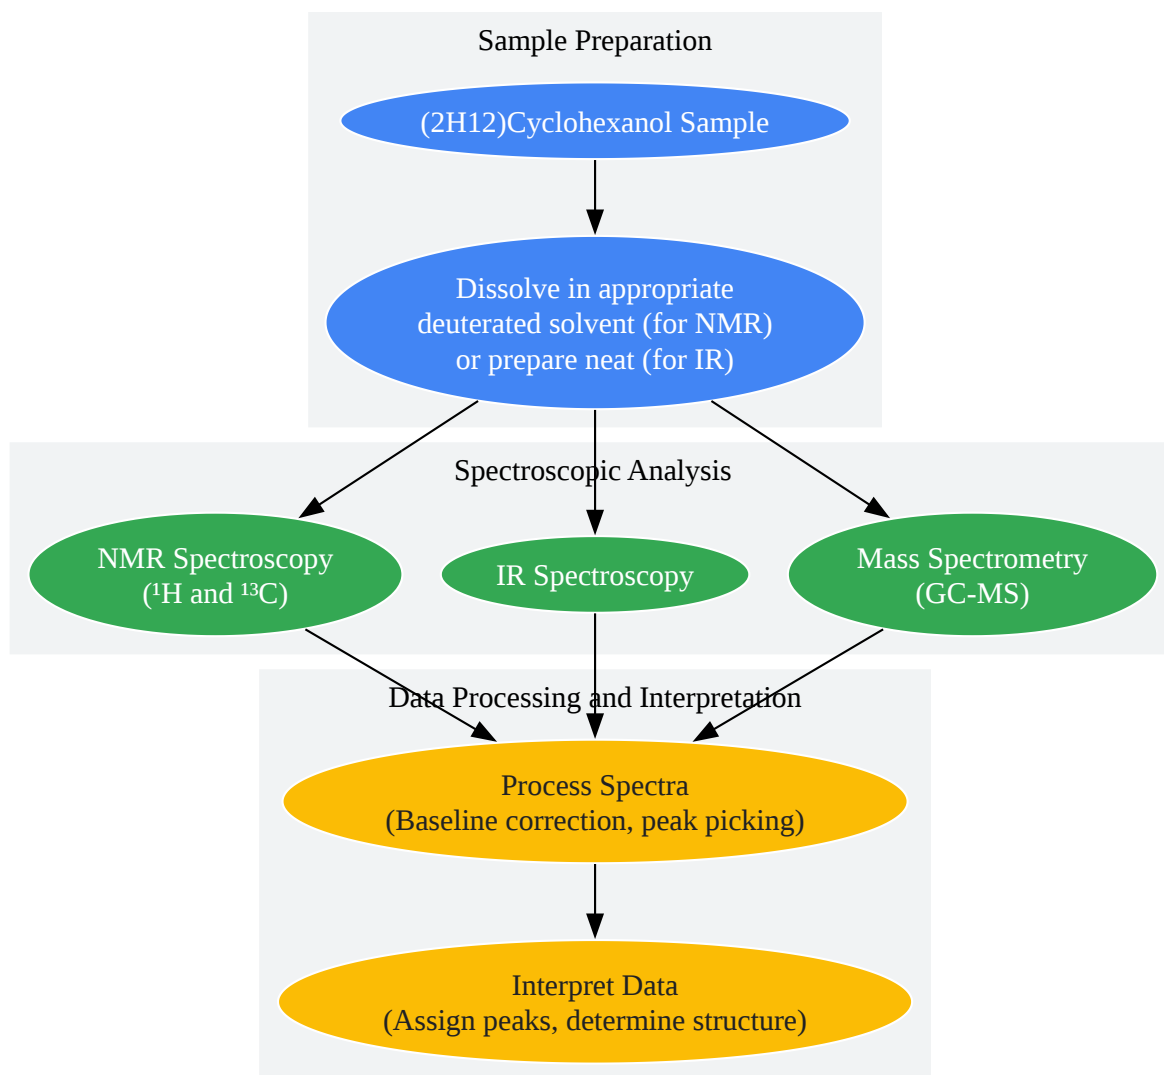 Sample Preparation
(2H12)Cyclohexanol Sample
Dissolve in appropriate
deuterated solvent (for NMR)
or prepare neat (for IR)
Spectroscopic Analysis
NMR Spectroscopy
(¹H and ¹³C)
IR Spectroscopy
Mass Spectrometry
(GC-MS)
Data Processing and Interpretation
Process Spectra
(Baseline correction, peak picking)
Interpret Data
(Assign peaks, determine structure)